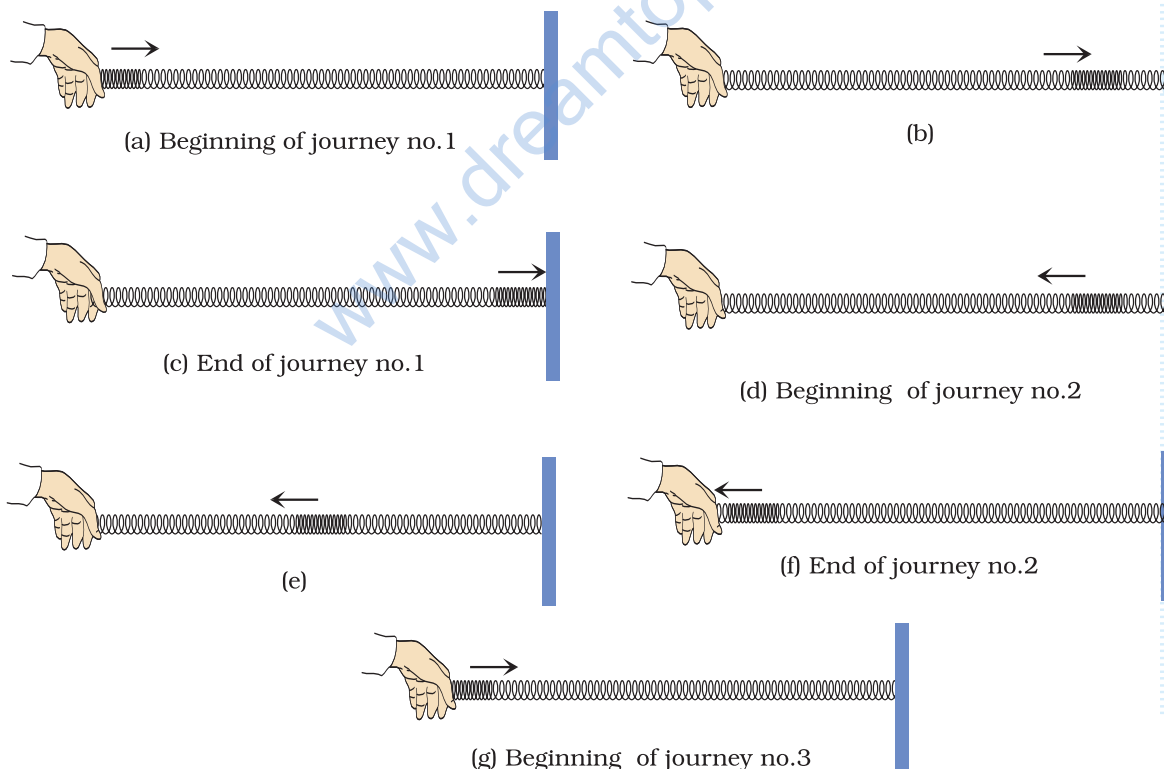 (a) Beginning of journey no.1
(b)
(c) End of journey no.1
(d) Beginning of journey no.2
(e)
(f) End of journey no.2
(g) Beginning of journey no.3
www.dreamto